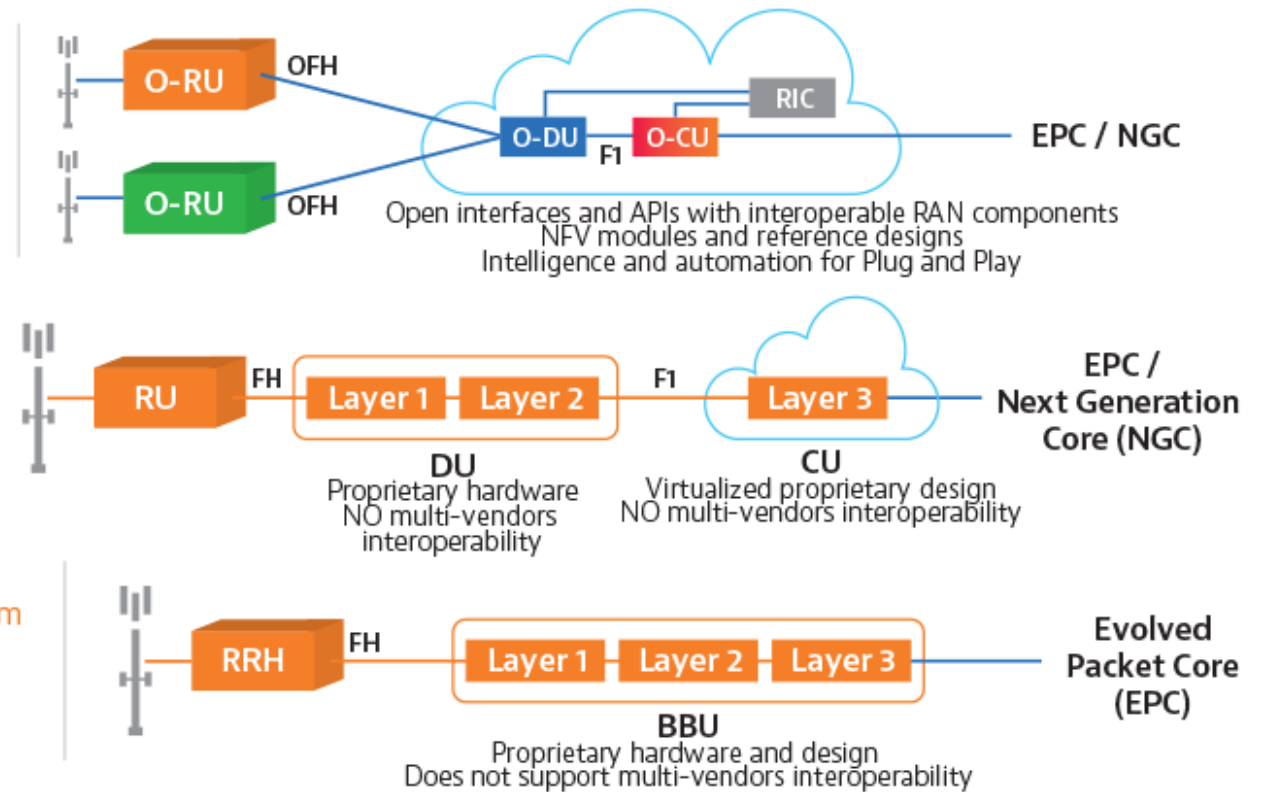 O-RU
OFH
RIC
O-DU
F1
O-CU
EPC / NGC
O-RU
OFH
Open interfaces and APIs with interoperable RAN components
NFV modules and reference designs
Intelligence and automation for Plug and Play
RU
FH
Layer 1
Layer 2
F1
Layer 3
EPC /
Next Generation
Core (NGC)
DU
Proprietary hardware
NO multi-vendors
interoperability
CU
Virtualized proprietary design
NO multi-vendors interoperability
m
RRH
FH
Layer 1
Layer 2
Layer 3
Evolved
Packet Core
(EPC)
BBU
Proprietary hardware and design
Does not support multi-vendors interoperability